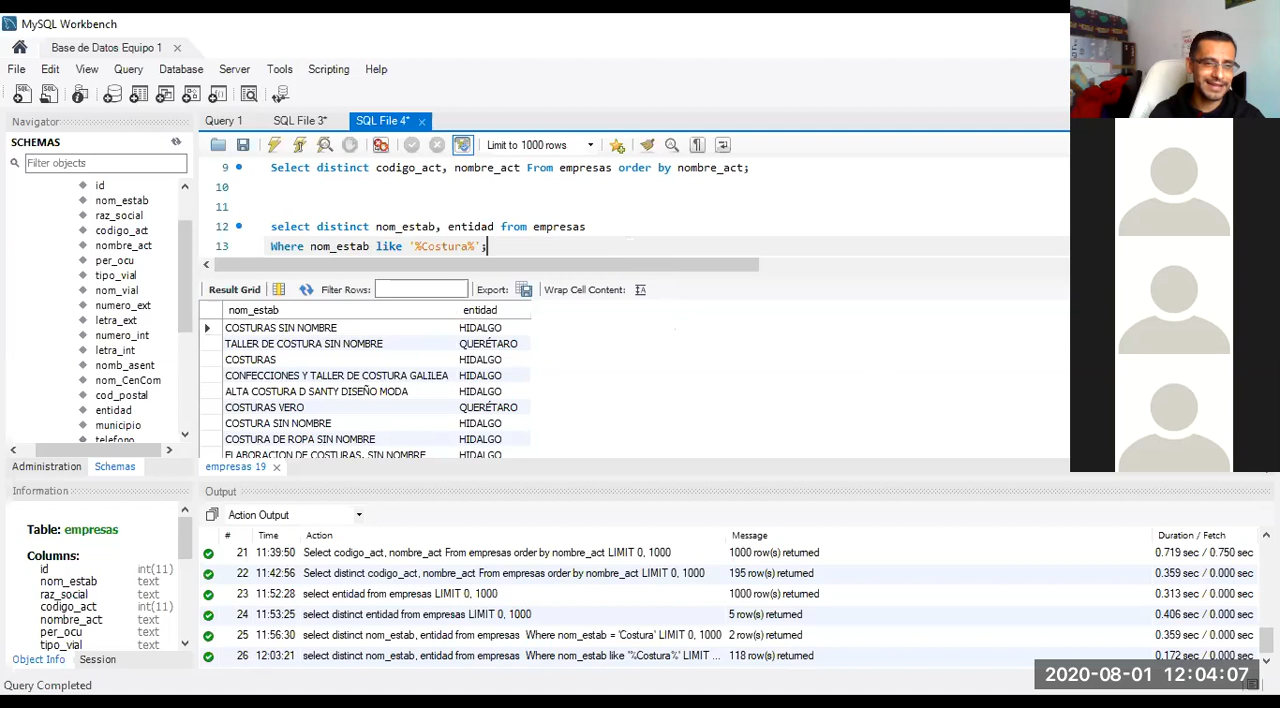 MySQL Workbench
Base de Datos Equipo 1
File Edit View Query Database Server Tools Scripting Help
Navigator
SCHEMAS
Filter objects
id
nom_estab
raz_social
codigo_act
nombre_act
per_ocu
tipo_vial
nom_vial
numero_ext
letra_ext
numero_int
letra_int
nomb_asent
nom_CenCom
cod_postal
entidad
municipio
telefono
Administration Schemas
Information
Table: empresas
Columns:
id int(11)
nom_estab text
raz_social text
codigo_act int(11)
nombre_act text
per_ocu text
tipo_vial text
Object Info Session
Query Completed
Query 1 SQL File 3* SQL File 4*
Limit to 1000 rows
9 Select distinct codigo_act, nombre_act From empresas order by nombre_act;
10
11
12 select distinct nom_estab, entidad from empresas
13 Where nom_estab like '%Costura%';
Result Grid Filter Rows: Export: Wrap Cell Content:
nom_estab entidad
COSTURAS SIN NOMBRE HIDALGO
TALLER DE COSTURA SIN NOMBRE QUERÉTARO
COSTURAS HIDALGO
CONFECCIONES Y TALLER DE COSTURA GALILEA HIDALGO
ALTA COSTURA D SANTY DISEÑO MODA HIDALGO
COSTURAS VERO QUERÉTARO
COSTURA SIN NOMBRE HIDALGO
COSTURA DE ROPA SIN NOMBRE HIDALGO
ELABORACION DE COSTURAS, SIN NOMBRE HIDALGO
empresas 19
Output
Action Output
# Time Action Message Duration / Fetch
21 11:39:50 Select codigo_act, nombre_act From empresas order by nombre_act LIMIT 0, 1000 1000 row(s) returned 0.719 sec / 0.750 sec
22 11:42:56 Select distinct codigo_act, nombre_act From empresas order by nombre_act LIMIT 0, 1000 195 row(s) returned 0.359 sec / 0.000 sec
23 11:52:28 select entidad from empresas LIMIT 0, 1000 1000 row(s) returned 0.313 sec / 0.000 sec
24 11:53:25 select distinct entidad from empresas LIMIT 0, 1000 5 row(s) returned 0.406 sec / 0.000 sec
25 11:56:30 select distinct nom_estab, entidad from empresas Where nom_estab = 'Costura' LIMIT 0, 1000 2 row(s) returned 0.359 sec / 0.000 sec
26 12:03:21 select distinct nom_estab, entidad from empresas Where nom_estab like '%Costura%' LIMIT ... 118 row(s) returned 0.172 sec / 0.000 sec
2020-08-01 12:04:07